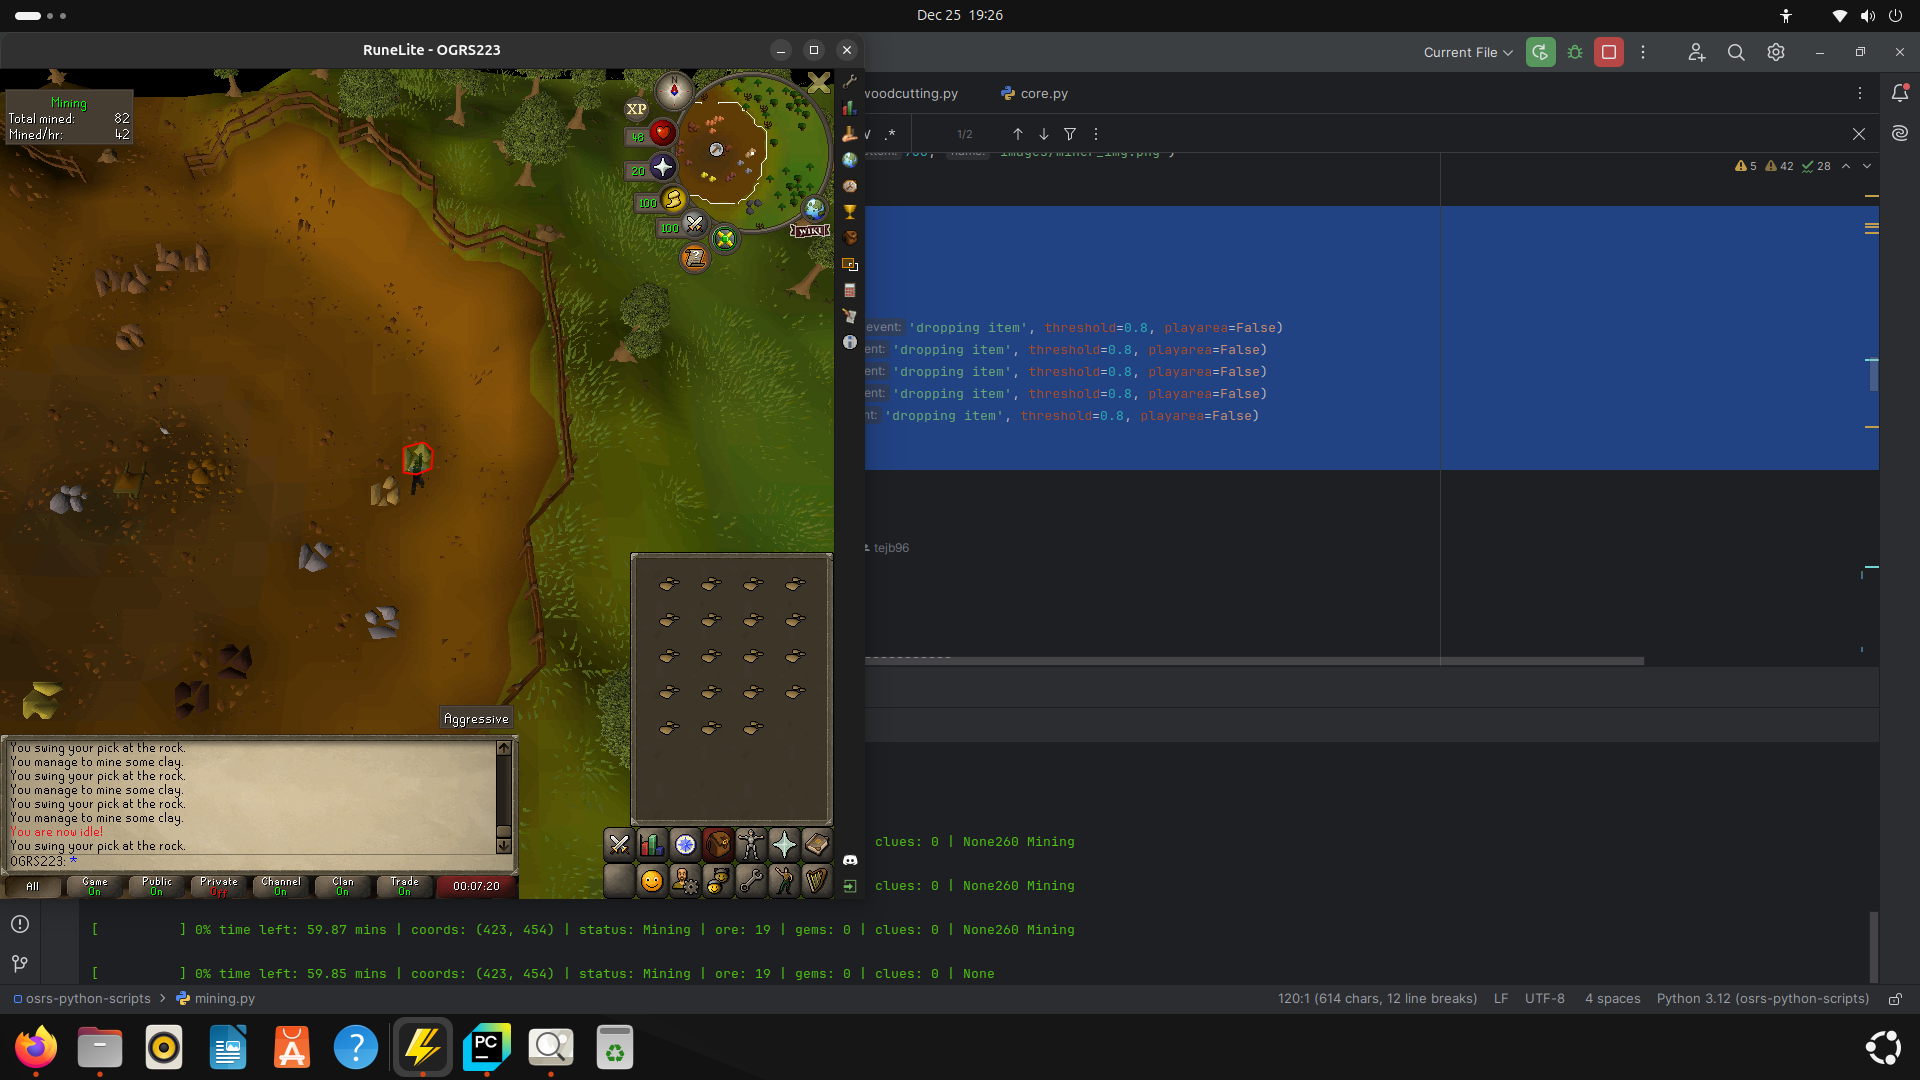 Dec 25 19:26
RuneLite - OGRS223
Current File
Mining
Total mined: 82
Mined/hr: 42
XP
N
48
20
100
100
WIKI
woodcutting.py
core.py
1/2
5 42 28
'dropping item', threshold=0.8, playarea=False)
'dropping item', threshold=0.8, playarea=False)
'dropping item', threshold=0.8, playarea=False)
'dropping item', threshold=0.8, playarea=False)
'dropping item', threshold=0.8, playarea=False)
tejb96
Aggressive
You swing your pick at the rock.
You manage to mine some clay.
You swing your pick at the rock.
You manage to mine some clay.
You swing your pick at the rock.
You manage to mine some clay.
You are now idle!
You swing your pick at the rock.
OGRS223: *
All
Game On
Public On
Private Off
Channel On
Clan On
Trade On
00:07:20
clues: 0 | None260 Mining
clues: 0 | None260 Mining
[ ] 0% time left: 59.87 mins | coords: (423, 454) | status: Mining | ore: 19 | gems: 0 | clues: 0 | None260 Mining
[ ] 0% time left: 59.85 mins | coords: (423, 454) | status: Mining | ore: 19 | gems: 0 | clues: 0 | None
osrs-python-scripts > mining.py
120:1 (614 chars, 12 line breaks) LF UTF-8 4 spaces Python 3.12 (osrs-python-scripts)
PC